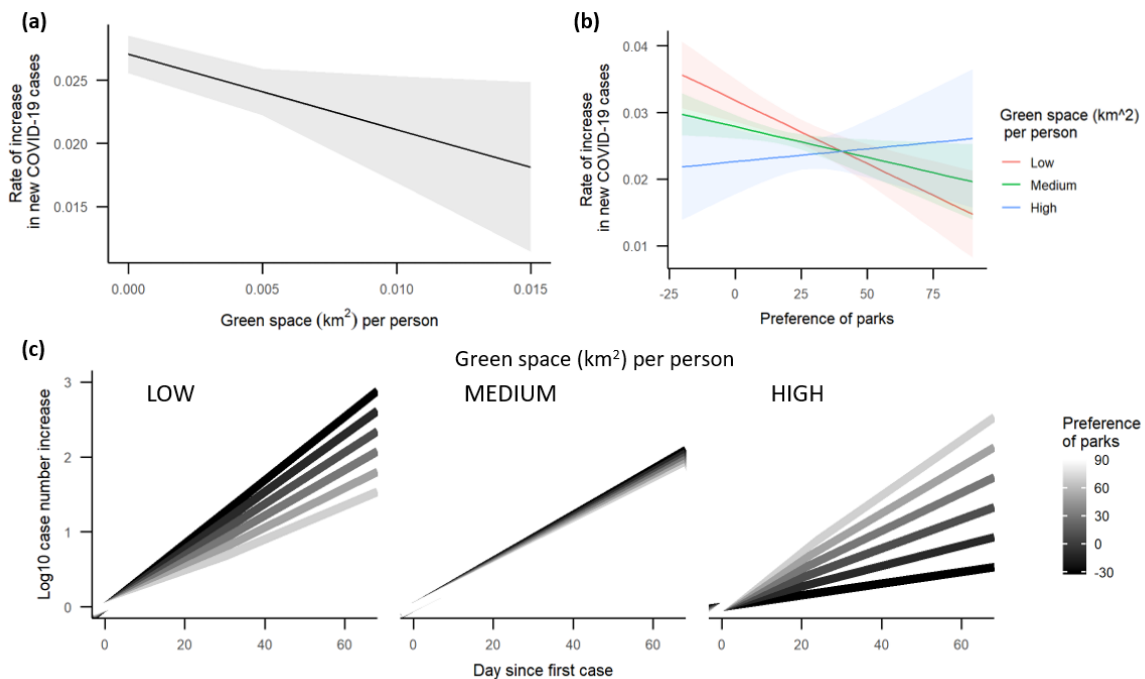 (a)
Rate of increase
in new COVID-19 cases
0.025
0.020
0.015
0.000
0.005
0.010
0.015
Green space (km²) per person
(b)
Rate of increase
in new COVID-19 cases
0.04
0.03
0.02
0.01
-25
0
25
50
75
Preference of parks
Green space (km^2)
per person
Low
Medium
High
(c)
Green space (km²) per person
LOW
MEDIUM
HIGH
Log10 case number increase
3
2
1
0
0
20
40
60
0
20
40
60
0
20
40
60
Day since first case
Preference
of parks
90
60
30
0
-30